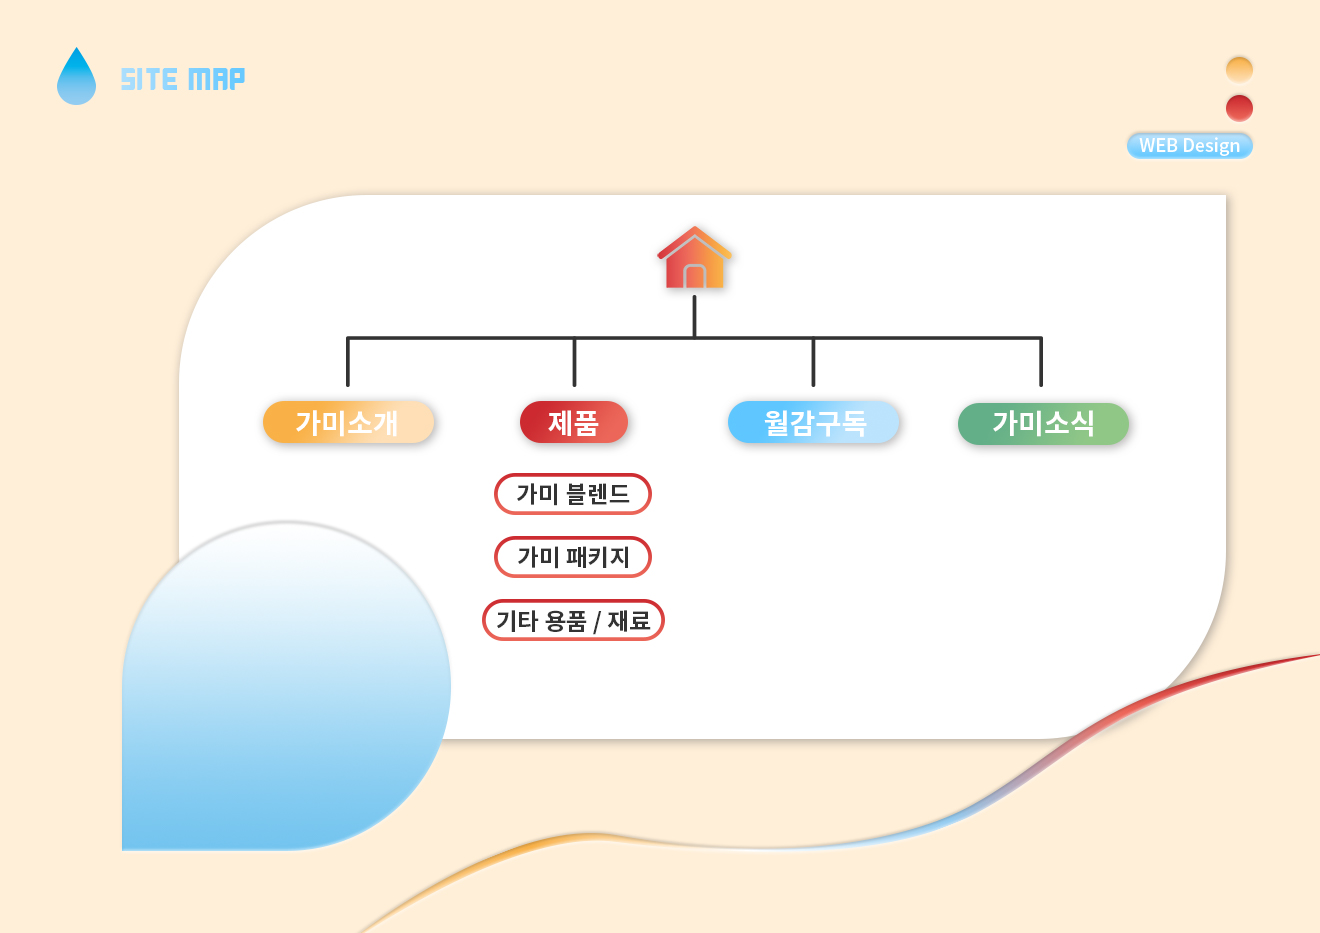 SITE MAP
WEB Design
가미소개
제품
월감구독
가미소식
가미 블렌드
가미 패키지
기타 용품 / 재료